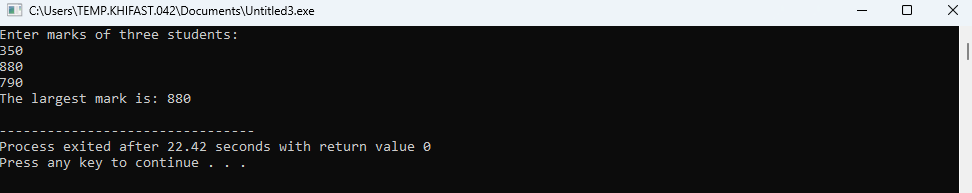 C:\Users\TEMP.KHIFAST.042\Documents\Untitled3.exe
Enter marks of three students:
350
880
790
The largest mark is: 880
--------------------------------
Process exited after 22.42 seconds with return value 0
Press any key to continue . . .